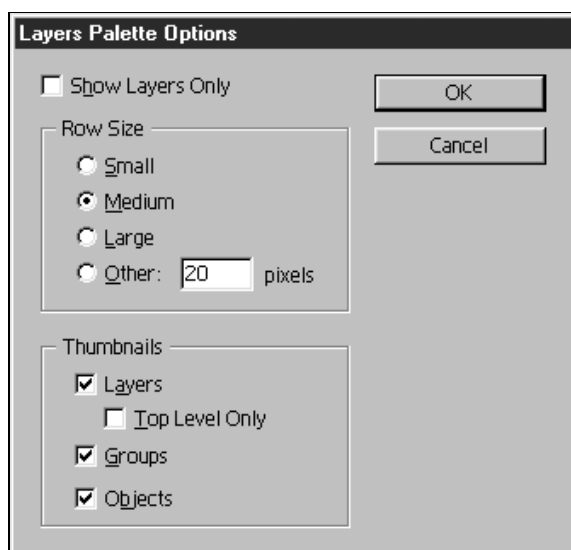 Layers Palette Options
Show Layers Only
OK
Row Size
Cancel
Small
Medium
Large
Other: 20 pixels
Thumbnails
Layers
Top Level Only
Groups
Objects